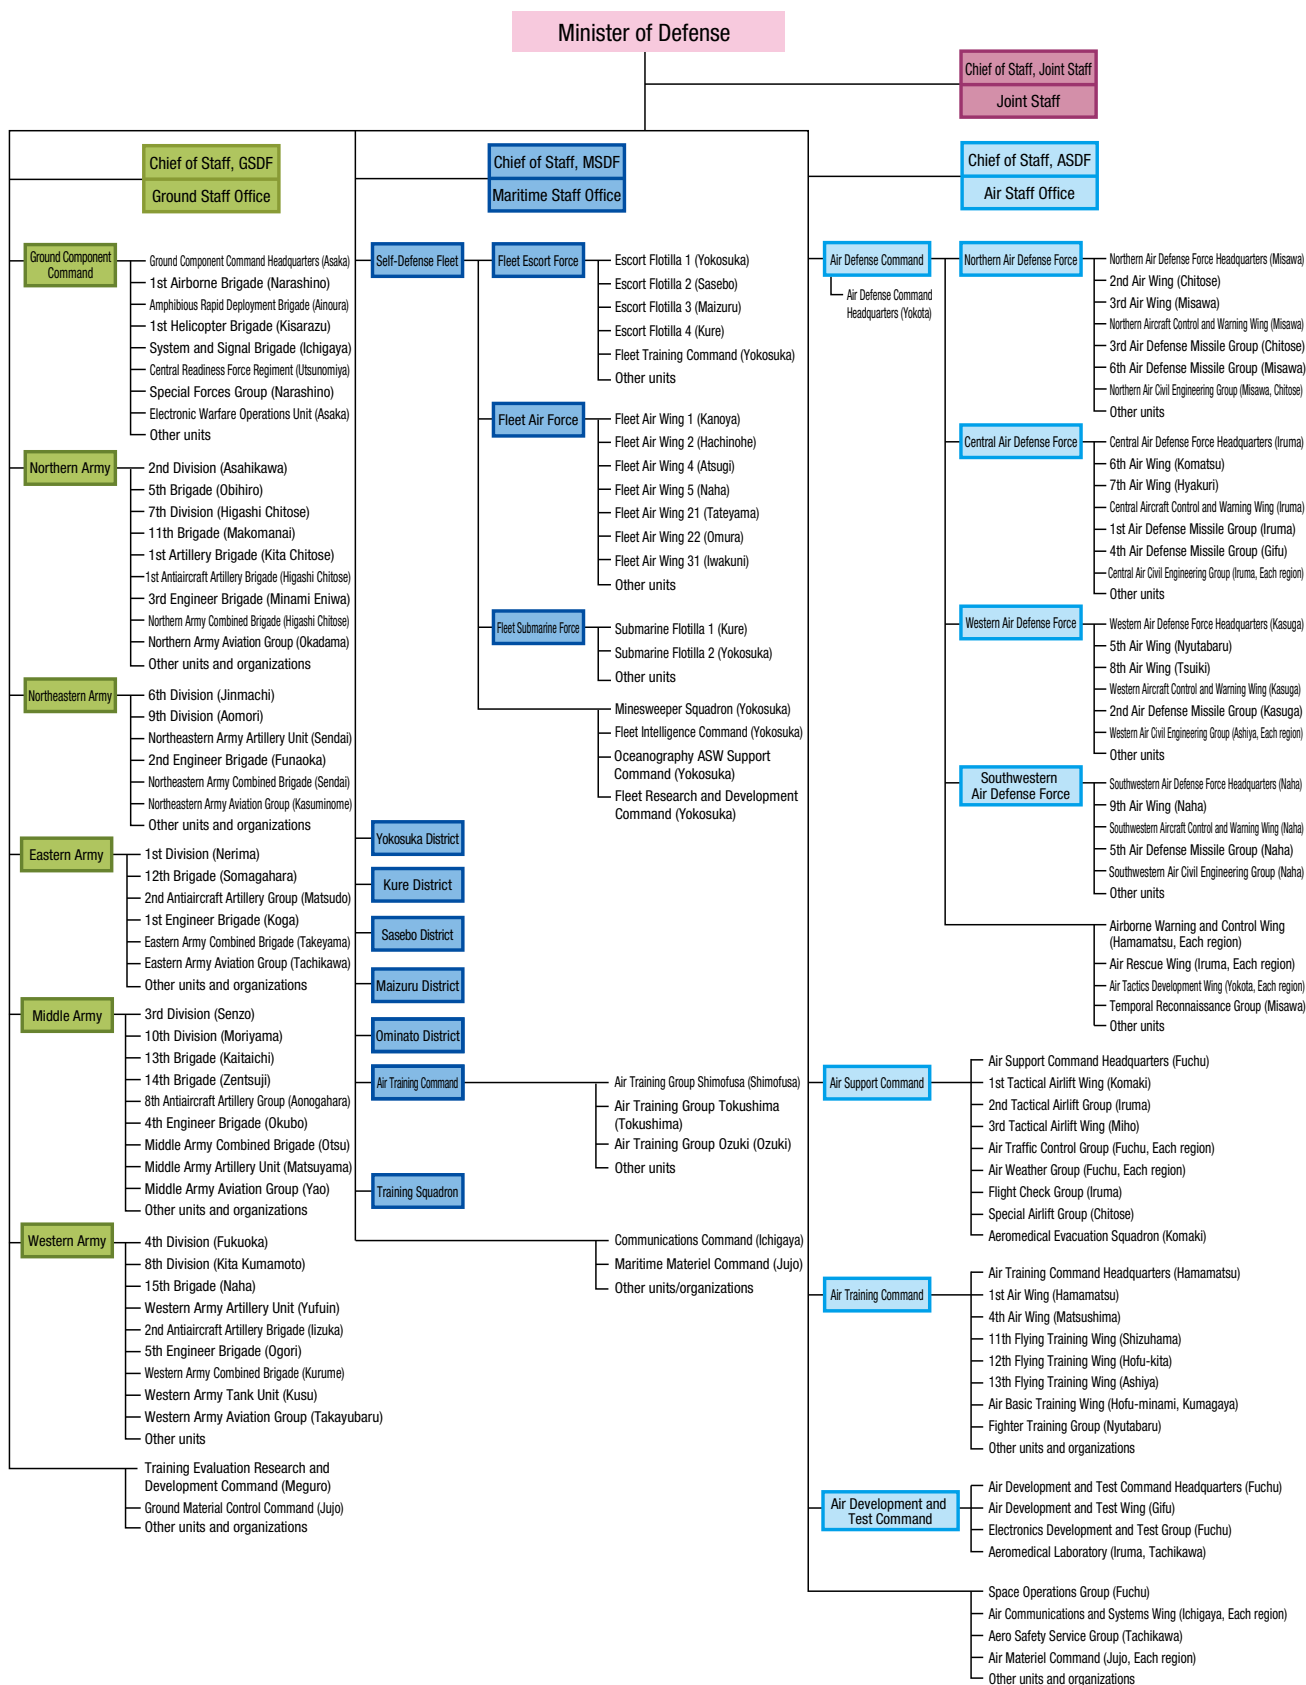 Minister of Defense
Chief of Staff, Joint Staff
Joint Staff
Chief of Staff, GSDF
Ground Staff Office
Ground Component
Command
Ground Component Command Headquarters (Asaka)
1st Airborne Brigade (Narashino)
Amphibious Rapid Deployment Brigade (Ainoura)
1st Helicopter Brigade (Kisarazu)
System and Signal Brigade (Ichigaya)
Central Readiness Force Regiment (Utsunomiya)
Special Forces Group (Narashino)
Electronic Warfare Operations Unit (Asaka)
Other units
Northern Army
2nd Division (Asahikawa)
5th Brigade (Obihiro)
7th Division (Higashi Chitose)
11th Brigade (Makomanai)
1st Artillery Brigade (Kita Chitose)
1st Antiaircraft Artillery Brigade (Higashi Chitose)
3rd Engineer Brigade (Minami Eniwa)
Northern Army Combined Brigade (Higashi Chitose)
Northern Army Aviation Group (Okadama)
Other units and organizations
Northeastern Army
6th Division (Jinmachi)
9th Division (Aomori)
Northeastern Army Artillery Unit (Sendai)
2nd Engineer Brigade (Funaoka)
Northeastern Army Combined Brigade (Sendai)
Northeastern Army Aviation Group (Kasuminome)
Other units and organizations
Eastern Army
1st Division (Nerima)
12th Brigade (Somagahara)
2nd Antiaircraft Artillery Group (Matsudo)
1st Engineer Brigade (Koga)
Eastern Army Combined Brigade (Takeyama)
Eastern Army Aviation Group (Tachikawa)
Other units and organizations
Middle Army
3rd Division (Senzo)
10th Division (Moriyama)
13th Brigade (Kaitaichi)
14th Brigade (Zentsuji)
8th Antiaircraft Artillery Group (Aonogahara)
4th Engineer Brigade (Okubo)
Middle Army Combined Brigade (Otsu)
Middle Army Artillery Unit (Matsuyama)
Middle Army Aviation Group (Yao)
Other units and organizations
Western Army
4th Division (Fukuoka)
8th Division (Kita Kumamoto)
15th Brigade (Naha)
Western Army Artillery Unit (Yufuin)
2nd Antiaircraft Artillery Brigade (Iizuka)
5th Engineer Brigade (Ogori)
Western Army Combined Brigade (Kurume)
Western Army Tank Unit (Kusu)
Western Army Aviation Group (Takayubaru)
Other units
Training Evaluation Research and
Development Command (Meguro)
Ground Material Control Command (Jujo)
Other units and organizations
Chief of Staff, MSDF
Maritime Staff Office
Self-Defense Fleet
Fleet Escort Force
Escort Flotilla 1 (Yokosuka)
Escort Flotilla 2 (Sasebo)
Escort Flotilla 3 (Maizuru)
Escort Flotilla 4 (Kure)
Fleet Training Command (Yokosuka)
Other units
Fleet Air Force
Fleet Air Wing 1 (Kanoya)
Fleet Air Wing 2 (Hachinohe)
Fleet Air Wing 4 (Atsugi)
Fleet Air Wing 5 (Naha)
Fleet Air Wing 21 (Tateyama)
Fleet Air Wing 22 (Omura)
Fleet Air Wing 31 (Iwakuni)
Other units
Fleet Submarine Force
Submarine Flotilla 1 (Kure)
Submarine Flotilla 2 (Yokosuka)
Other units
Minesweeper Squadron (Yokosuka)
Fleet Intelligence Command (Yokosuka)
Oceanography ASW Support
Command (Yokosuka)
Fleet Research and Development
Command (Yokosuka)
Yokosuka District
Kure District
Sasebo District
Maizuru District
Ominato District
Air Training Command
Air Training Group Shimofusa (Shimofusa)
Air Training Group Tokushima
(Tokushima)
Air Training Group Ozuki (Ozuki)
Other units
Training Squadron
Communications Command (Ichigaya)
Maritime Materiel Command (Jujo)
Other units/organizations
Chief of Staff, ASDF
Air Staff Office
Air Defense Command
Air Defense Command
Headquarters (Yokota)
Northern Air Defense Force
Northern Air Defense Force Headquarters (Misawa)
2nd Air Wing (Chitose)
3rd Air Wing (Misawa)
Northern Aircraft Control and Warning Wing (Misawa)
3rd Air Defense Missile Group (Chitose)
6th Air Defense Missile Group (Misawa)
Northern Air Civil Engineering Group (Misawa, Chitose)
Other units
Central Air Defense Force
Central Air Defense Force Headquarters (Iruma)
6th Air Wing (Komatsu)
7th Air Wing (Hyakuri)
Central Aircraft Control and Warning Wing (Iruma)
1st Air Defense Missile Group (Iruma)
4th Air Defense Missile Group (Gifu)
Central Air Civil Engineering Group (Iruma, Each region)
Other units
Western Air Defense Force
Western Air Defense Force Headquarters (Kasuga)
5th Air Wing (Nyutabaru)
8th Air Wing (Tsuiki)
Western Aircraft Control and Warning Wing (Kasuga)
2nd Air Defense Missile Group (Kasuga)
Western Air Civil Engineering Group (Ashiya, Each region)
Other units
Southwestern
Air Defense Force
Southwestern Air Defense Force Headquarters (Naha)
9th Air Wing (Naha)
Southwestern Aircraft Control and Warning Wing (Naha)
5th Air Defense Missile Group (Naha)
Southwestern Air Civil Engineering Group (Naha)
Other units
Airborne Warning and Control Wing
(Hamamatsu, Each region)
Air Rescue Wing (Iruma, Each region)
Air Tactics Development Wing (Yokota, Each region)
Temporal Reconnaissance Group (Misawa)
Other units
Air Support Command
Air Support Command Headquarters (Fuchu)
1st Tactical Airlift Wing (Komaki)
2nd Tactical Airlift Group (Iruma)
3rd Tactical Airlift Wing (Miho)
Air Traffic Control Group (Fuchu, Each region)
Air Weather Group (Fuchu, Each region)
Flight Check Group (Iruma)
Special Airlift Group (Chitose)
Aeromedical Evacuation Squadron (Komaki)
Air Training Command
Air Training Command Headquarters (Hamamatsu)
1st Air Wing (Hamamatsu)
4th Air Wing (Matsushima)
11th Flying Training Wing (Shizuhama)
12th Flying Training Wing (Hofu-kita)
13th Flying Training Wing (Ashiya)
Air Basic Training Wing (Hofu-minami, Kumagaya)
Fighter Training Group (Nyutabaru)
Other units and organizations
Air Development and
Test Command
Air Development and Test Command Headquarters (Fuchu)
Air Development and Test Wing (Gifu)
Electronics Development and Test Group (Fuchu)
Aeromedical Laboratory (Iruma, Tachikawa)
Space Operations Group (Fuchu)
Air Communications and Systems Wing (Ichigaya, Each region)
Aero Safety Service Group (Tachikawa)
Air Materiel Command (Jujo, Each region)
Other units and organizations